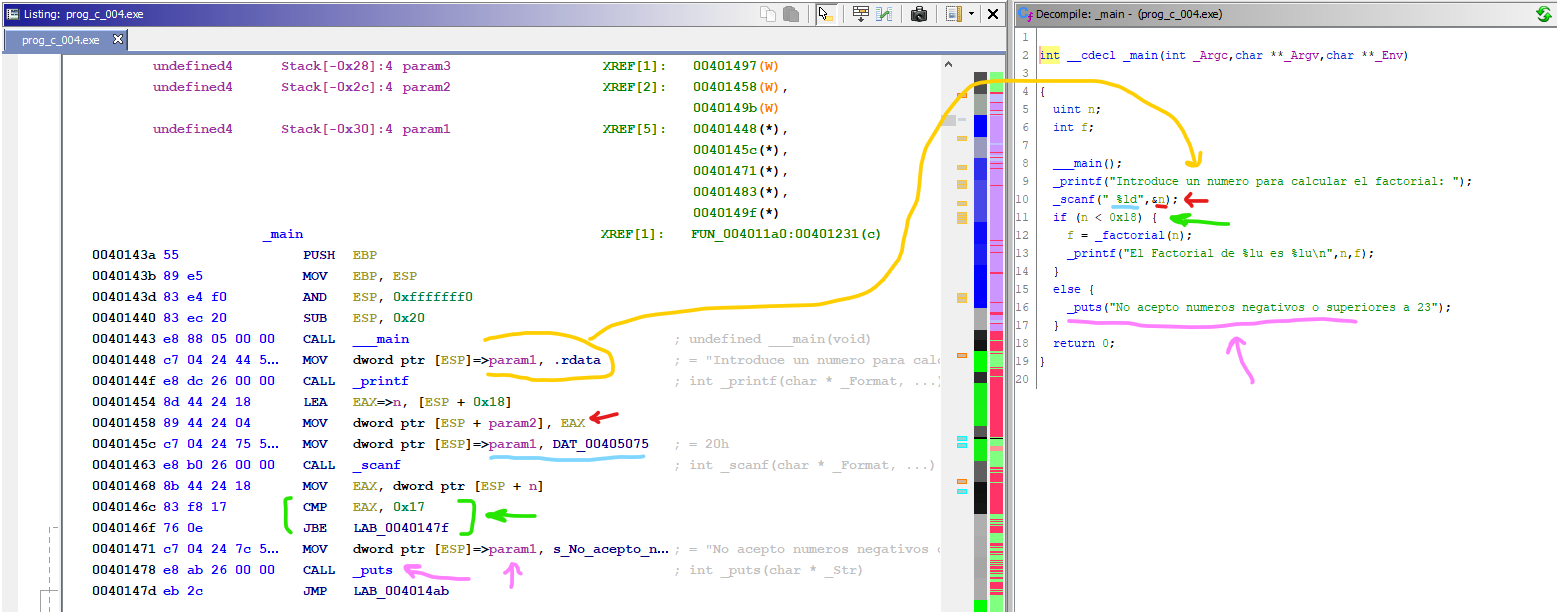 Listing: prog_c_004.exe
prog_c_004.exe
undefined4 Stack[-0x28]:4 param3 XREF[1]: 00401497(W)
undefined4 Stack[-0x2c]:4 param2 XREF[2]: 00401458(W),
0040149b(W)
undefined4 Stack[-0x30]:4 param1 XREF[5]: 00401448(*),
0040145c(*),
00401471(*),
00401483(*),
0040149f(*)
_main XREF[1]: FUN_004011a0:00401231(c)
0040143a 55 PUSH EBP
0040143b 89 e5 MOV EBP, ESP
0040143d 83 e4 f0 AND ESP, 0xfffffff0
00401440 83 ec 20 SUB ESP, 0x20
00401443 e8 88 05 00 00 CALL ___main ; undefined ___main(void)
00401448 c7 04 24 44 5... MOV dword ptr [ESP]=>param1, .rdata ; = "Introduce un numero para calc
0040144f e8 dc 26 00 00 CALL _printf ; int _printf(char * _Format, ...)
00401454 8d 44 24 18 LEA EAX=>n, [ESP + 0x18]
00401458 89 44 24 04 MOV dword ptr [ESP + param2], EAX
0040145c c7 04 24 75 5... MOV dword ptr [ESP]=>param1, DAT_00405075 ; = 20h
00401463 e8 b0 26 00 00 CALL _scanf ; int _scanf(char * _Format, ...)
00401468 8b 44 24 18 MOV EAX, dword ptr [ESP + n]
0040146c 83 f8 17 CMP EAX, 0x17
0040146f 76 0e JBE LAB_0040147f
00401471 c7 04 24 7c 5... MOV dword ptr [ESP]=>param1, s_No_acepto_n... ; = "No acepto numeros negativos o
00401478 e8 ab 26 00 00 CALL _puts ; int _puts(char * _Str)
0040147d eb 2c JMP LAB_004014ab
Decompile: _main - (prog_c_004.exe)
1
2 int __cdecl _main(int _Argc,char **_Argv,char **_Env)
3
4 {
5 uint n;
6 int f;
7
8 ___main();
9 _printf("Introduce un numero para calcular el factorial: ");
10 _scanf(" %ld",&n);
11 if (n < 0x18) {
12 f = _factorial(n);
13 _printf("El Factorial de %lu es %lu\n",n,f);
14 }
15 else {
16 _puts("No acepto numeros negativos o superiores a 23");
17 }
18 return 0;
19 }
20